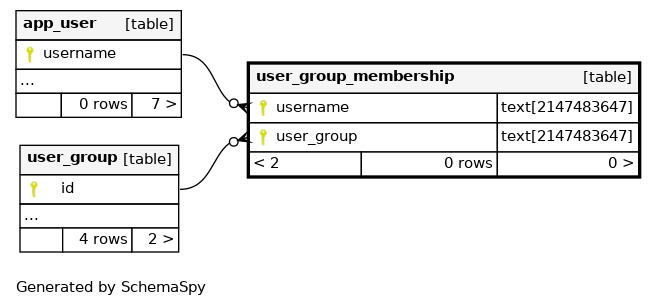 app_user [table]
username
...
0 rows 7 >
user_group_membership [table]
username text[2147483647]
user_group text[2147483647]
< 2 0 rows 0 >
user_group [table]
id
...
4 rows 2 >
Generated by SchemaSpy